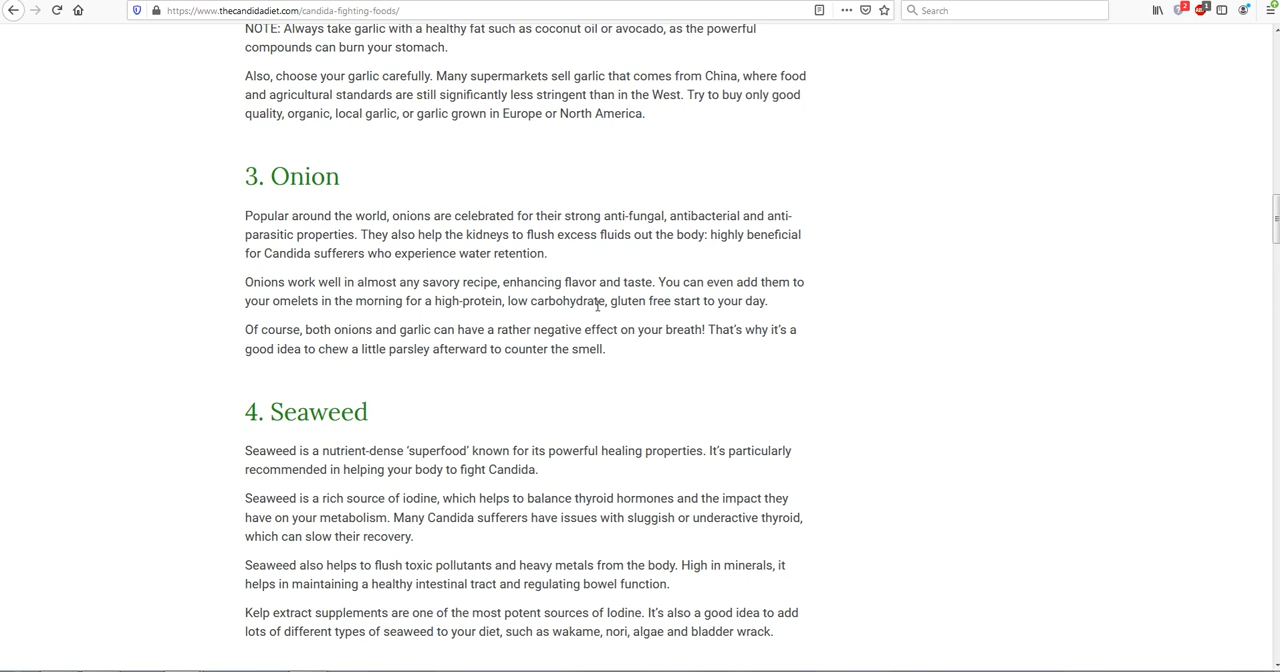 https://www.thecandidadiet.com/candida-fighting-foods/
Search
2
1
NOTE: Always take garlic with a healthy fat such as coconut oil or avocado, as the powerful
compounds can burn your stomach.
Also, choose your garlic carefully. Many supermarkets sell garlic that comes from China, where food
and agricultural standards are still significantly less stringent than in the West. Try to buy only good
quality, organic, local garlic, or garlic grown in Europe or North America.
3. Onion
Popular around the world, onions are celebrated for their strong anti-fungal, antibacterial and anti-
parasitic properties. They also help the kidneys to flush excess fluids out the body: highly beneficial
for Candida sufferers who experience water retention.
Onions work well in almost any savory recipe, enhancing flavor and taste. You can even add them to
your omelets in the morning for a high-protein, low carbohydrate, gluten free start to your day.
Of course, both onions and garlic can have a rather negative effect on your breath! That's why it's a
good idea to chew a little parsley afterward to counter the smell.
4. Seaweed
Seaweed is a nutrient-dense ‘superfood’ known for its powerful healing properties. It's particularly
recommended in helping your body to fight Candida.
Seaweed is a rich source of iodine, which helps to balance thyroid hormones and the impact they
have on your metabolism. Many Candida sufferers have issues with sluggish or underactive thyroid,
which can slow their recovery.
Seaweed also helps to flush toxic pollutants and heavy metals from the body. High in minerals, it
helps in maintaining a healthy intestinal tract and regulating bowel function.
Kelp extract supplements are one of the most potent sources of Iodine. It's also a good idea to add
lots of different types of seaweed to your diet, such as wakame, nori, algae and bladder wrack.